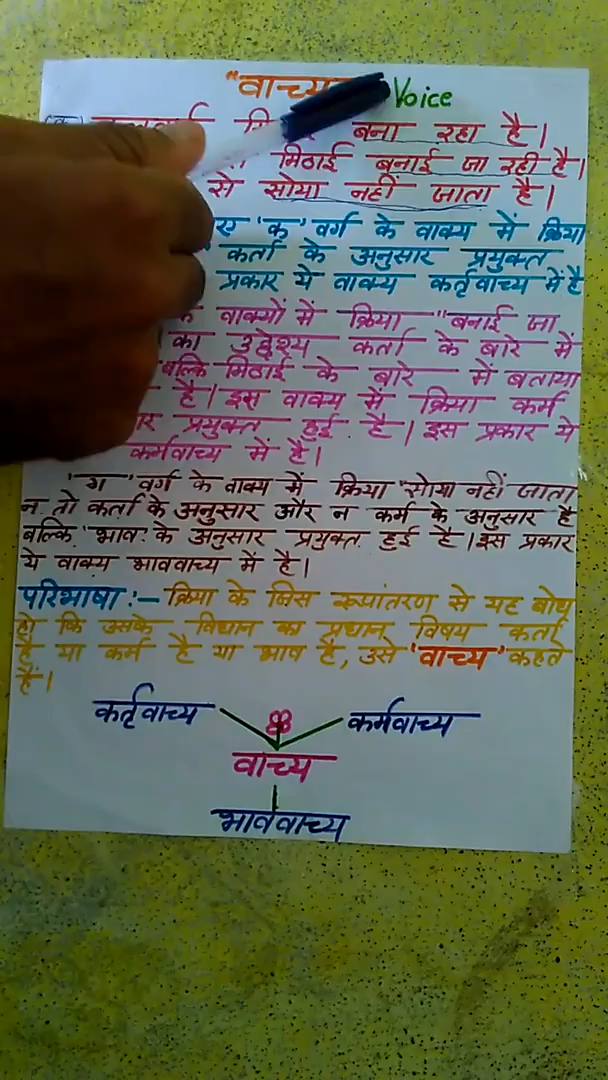 "वाच्य Voice
बना रहा है।
मिठाई बनाई जा रही है।
से सोया नहीं जाता है।
'क' वर्ग के वाक्य में क्रिया
कर्ता के अनुसार प्रयुक्त
प्रकार ये वाक्य कर्तृवाच्य में है
वाक्यों में क्रिया "बनाई जा
का उद्देश्य कर्ता के बारे में
बल्कि मिठाई के बारे में बताया
है। इस वाक्य में क्रिया कर्म
प्रयुक्त हुई है। इस प्रकार ये
कर्मवाच्य में है।
'ग' वर्ग के वाक्य में क्रिया "सोया नहीं जाता
न तो कर्ता के अनुसार और न कर्म के अनुसार है
बल्कि 'भाव' के अनुसार प्रयुक्त हुई है। इस प्रकार
ये वाक्य भाववाच्य में है।
परिभाषा :- क्रिया के जिस रूपांतरण से यह बोध
हो कि उसके विधान का प्रधान विषय कर्ता
है या कर्म है या भाव है, उसे "वाच्य" कहते
हैं।
कर्तृवाच्य कर्मवाच्य
वाच्य
भाववाच्य